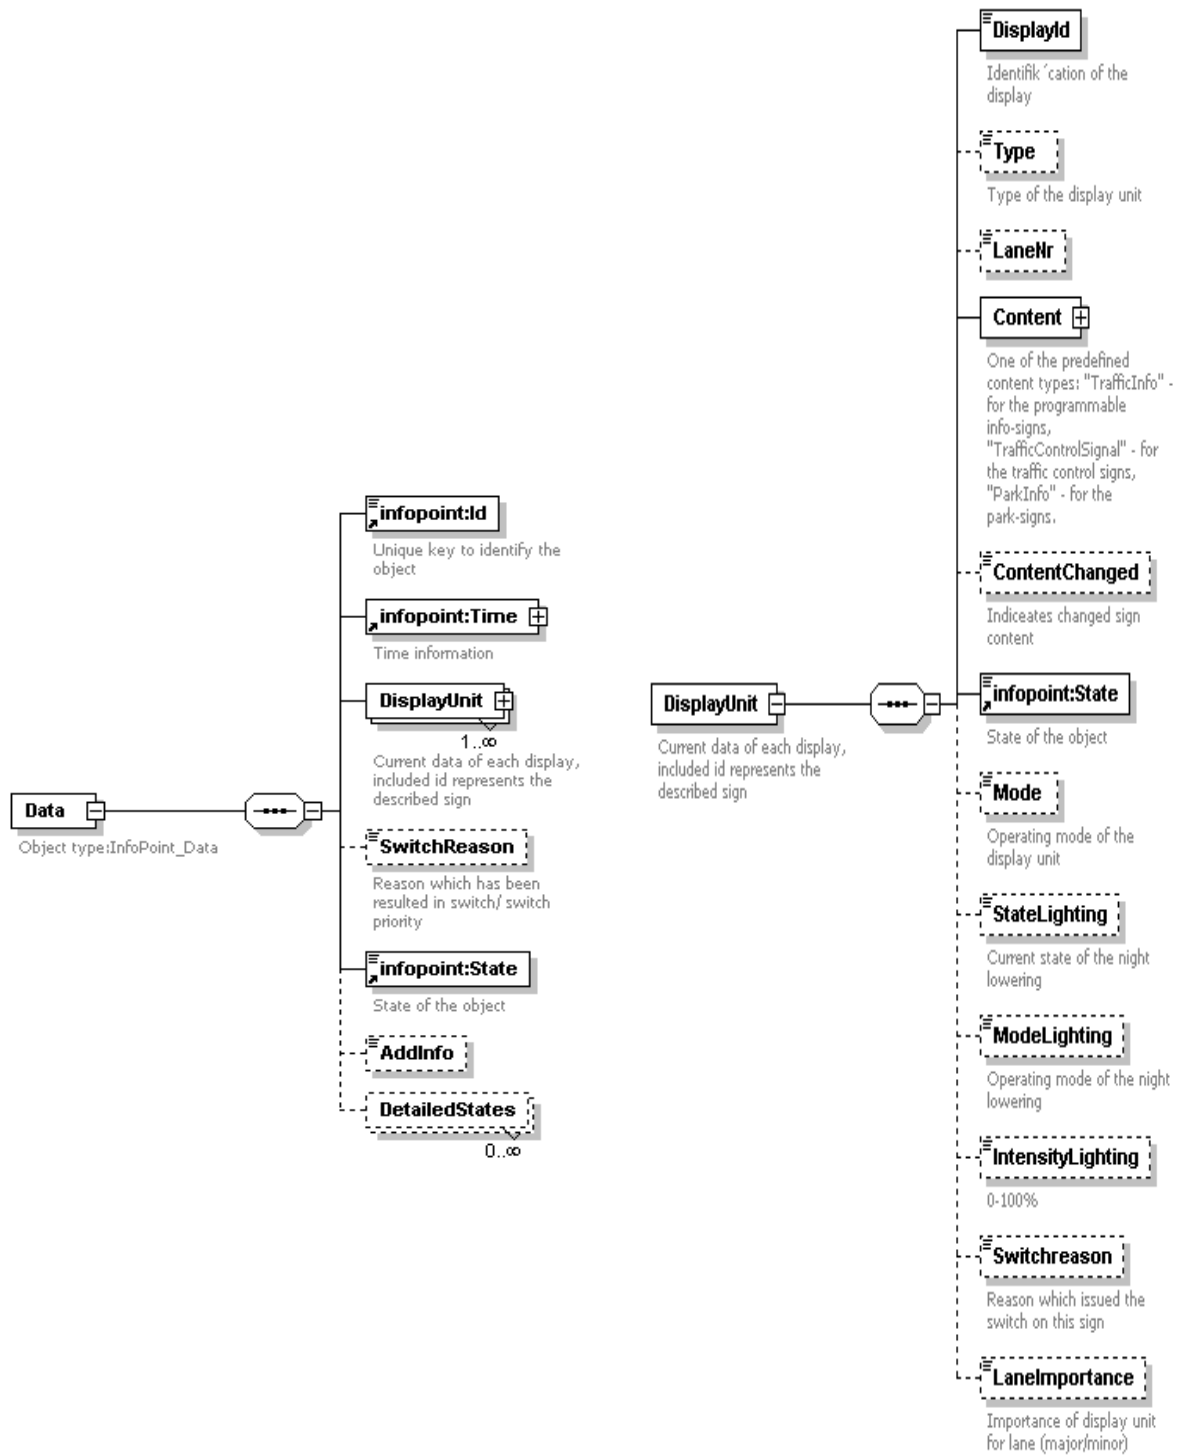 Data
Object type:InfoPoint_Data
infopoint:Id
Unique key to identify the
object
infopoint:Time
Time information
DisplayUnit
1..∞
Current data of each display,
included id represents the
described sign
SwitchReason
Reason which has been
resulted in switch/ switch
priority
infopoint:State
State of the object
AddInfo
DetailedStates
0..∞
DisplayUnit
Current data of each display,
included id represents the
described sign
DisplayId
Identifik´cation of the
display
Type
Type of the display unit
LaneNr
Content
One of the predefined
content types: "TrafficInfo" -
for the programmable
info-signs,
"TrafficControlSignal" - for
the traffic control signs,
"ParkInfo" - for the
park-signs.
ContentChanged
Indiceates changed sign
content
infopoint:State
State of the object
Mode
Operating mode of the
display unit
StateLighting
Current state of the night
lowering
ModeLighting
Operating mode of the night
lowering
IntensityLighting
0-100%
Switchreason
Reason which issued the
switch on this sign
LaneImportance
Importance of display unit
for lane (major/minor)